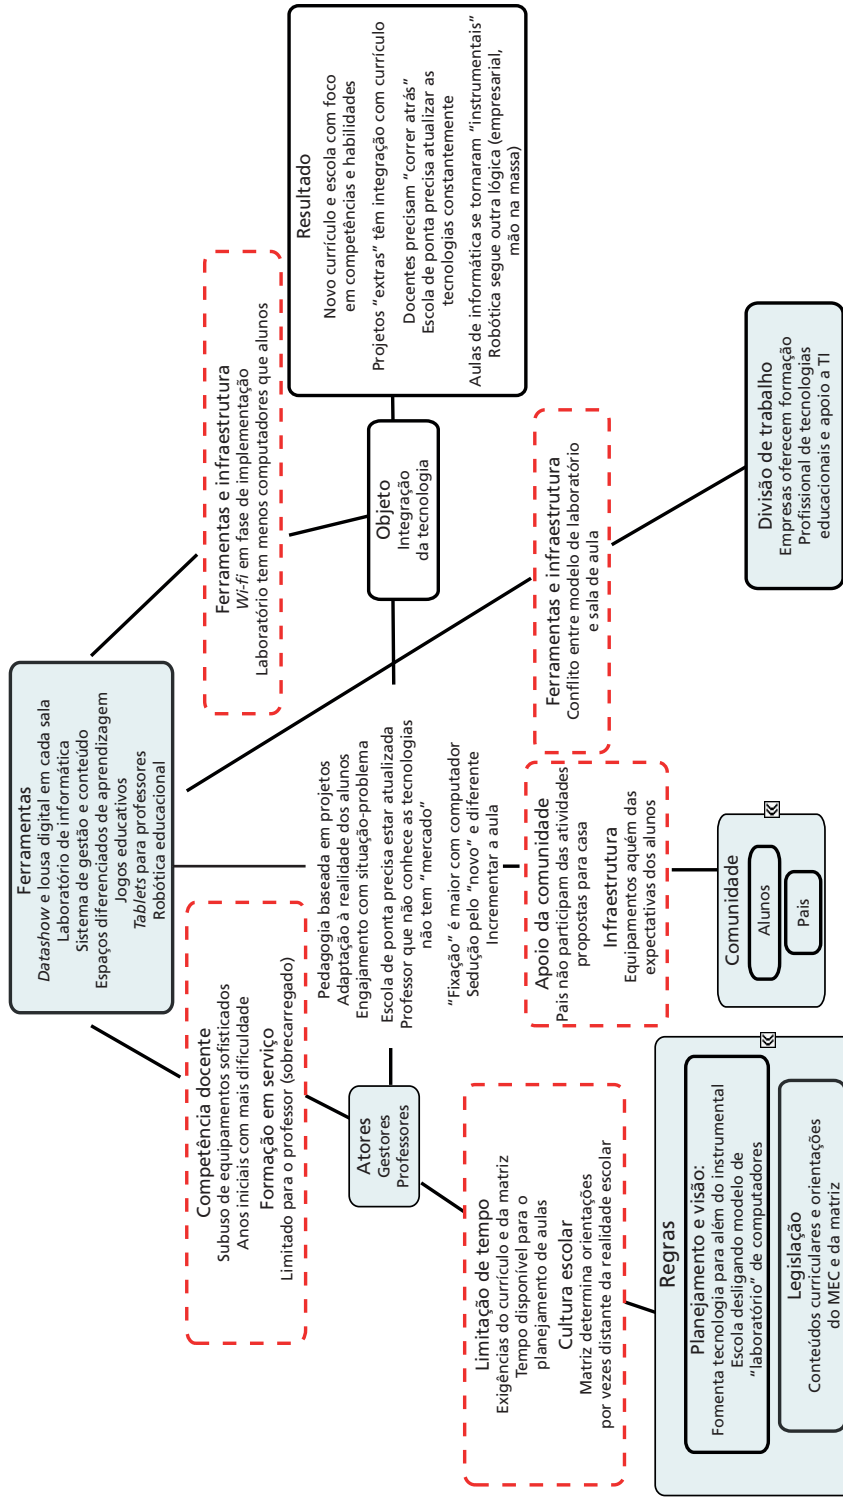 Ferramentas
Datashow e lousa digital em cada sala
Laboratório de informática
Sistema de gestão e conteúdo
Espaços diferenciados de aprendizagem
Jogos educativos
Tablets para professores
Robótica educacional
Competência docente
Subuso de equipamentos sofisticados
Anos iniciais com mais dificuldade
Formação em serviço
Limitado para o professor (sobrecarregado)
Ferramentas e infraestrutura
Wi-fi em fase de implementação
Laboratório tem menos computadores que alunos
Atores
Gestores
Professores
Pedagogia baseada em projetos
Adaptação à realidade dos alunos
Engajamento com situação-problema
Escola de ponta precisa estar atualizada
Professor que não conhece as tecnologias
não tem “mercado”
“Fixação” é maior com computador
Sedução pelo “novo” e diferente
Incrementar a aula
Objeto
Integração
da tecnologia
Resultado
Novo currículo e escola com foco
em competências e habilidades
Projetos “extras” têm integração com currículo
Docentes precisam “correr atrás”
Escola de ponta precisa atualizar as
tecnologias constantemente
Aulas de informática se tornaram “instrumentais”
Robótica segue outra lógica (empresarial,
mão na massa)
Limitação de tempo
Exigências do currículo e da matriz
Tempo disponível para o
planejamento de aulas
Cultura escolar
Matriz determina orientações
por vezes distante da realidade escolar
Apoio da comunidade
Pais não participam das atividades
propostas para casa
Infraestrutura
Equipamentos aquém das
expectativas dos alunos
Ferramentas e infraestrutura
Conflito entre modelo de laboratório
e sala de aula
Regras
Planejamento e visão:
Fomenta tecnologia para além do instrumental
Escola desligando modelo de
“laboratório” de computadores
Legislação
Conteúdos curriculares e orientações
do MEC e da matriz
Comunidade
Alunos
Pais
Divisão de trabalho
Empresas oferecem formação
Profissional de tecnologias
educacionais e apoio a TI